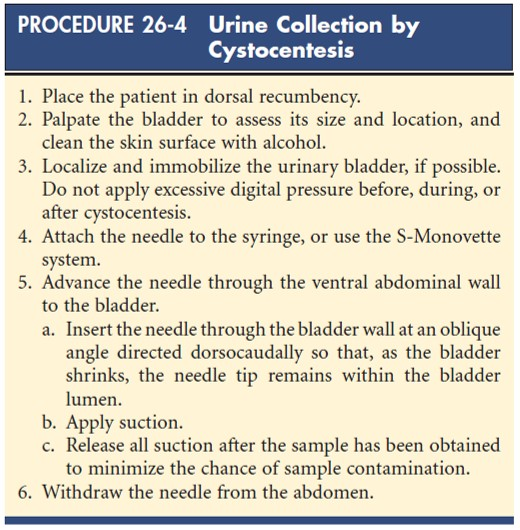 PROCEDURE 26-4 Urine Collection by
Cystocentesis
1. Place the patient in dorsal recumbency.
2. Palpate the bladder to assess its size and location, and
clean the skin surface with alcohol.
3. Localize and immobilize the urinary bladder, if possible.
Do not apply excessive digital pressure before, during, or
after cystocentesis.
4. Attach the needle to the syringe, or use the S-Monovette
system.
5. Advance the needle through the ventral abdominal wall
to the bladder.
a. Insert the needle through the bladder wall at an oblique
angle directed dorsocaudally so that, as the bladder
shrinks, the needle tip remains within the bladder
lumen.
b. Apply suction.
c. Release all suction after the sample has been obtained
to minimize the chance of sample contamination.
6. Withdraw the needle from the abdomen.